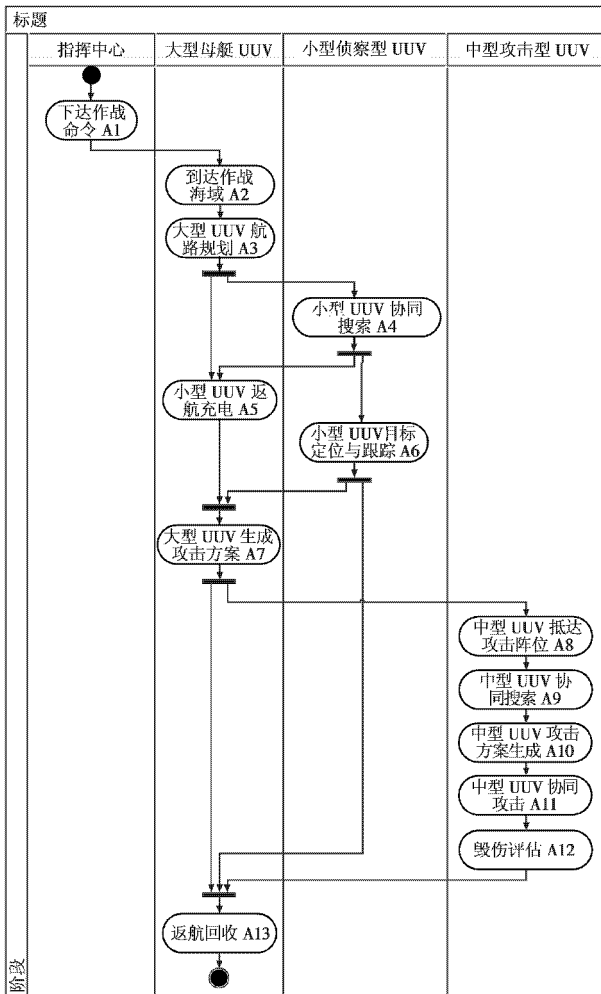 标题
指挥中心
大型母艇 UUV
小型侦察型 UUV
中型攻击型 UUV
下达作战
命令 A1
到达作战
海域 A2
大型 UUV 航
路规划 A3
小型 UUV 协同
搜索 A4
小型 UUV 返
航充电 A5
小型 UUV目标
定位与跟踪 A6
大型 UUV 生成
攻击方案 A7
中型 UUV 抵达
攻击阵位 A8
中型 UUV 协
同搜索 A9
中型 UUV 攻击
方案生成 A10
中型 UUV 协同
攻击 A11
毁伤评估 A12
返航回收 A13
阶段